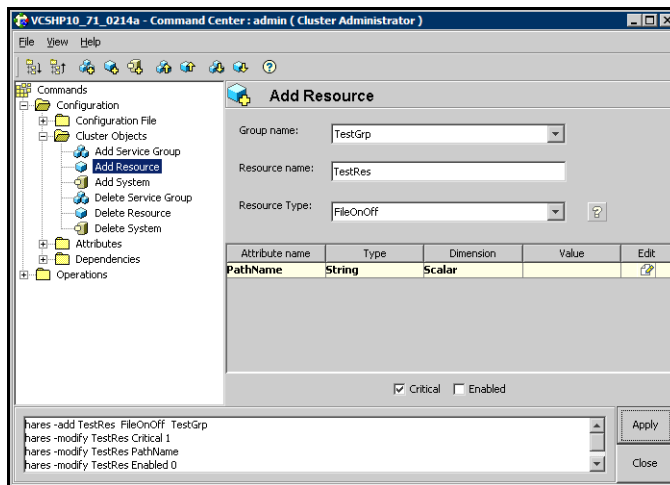 VCSHP10_71_0214a - Command Center : admin ( Cluster Administrator )
File View Help
Commands
Configuration
Configuration File
Cluster Objects
Add Service Group
Add Resource
Add System
Delete Service Group
Delete Resource
Delete System
Attributes
Dependencies
Operations
Add Resource
Group name: TestGrp
Resource name: TestRes
Resource Type: FileOnOff ?
Attribute name Type Dimension Value Edit
PathName String Scalar
Critical Enabled
hares -add TestRes FileOnOff TestGrp
hares -modify TestRes Critical 1
hares -modify TestRes PathName
hares -modify TestRes Enabled 0
Apply
Close